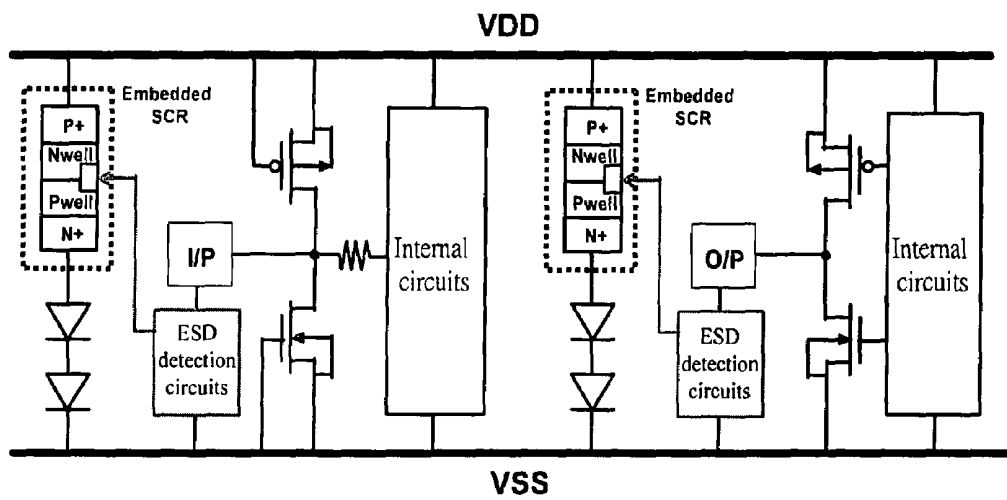 VDD
Embedded
SCR
P+
Nwell
Pwell
N+
I/P
ESD
detection
circuits
Internal
circuits
Embedded
SCR
P+
Nwell
Pwell
N+
O/P
ESD
detection
circuits
Internal
circuits
VSS